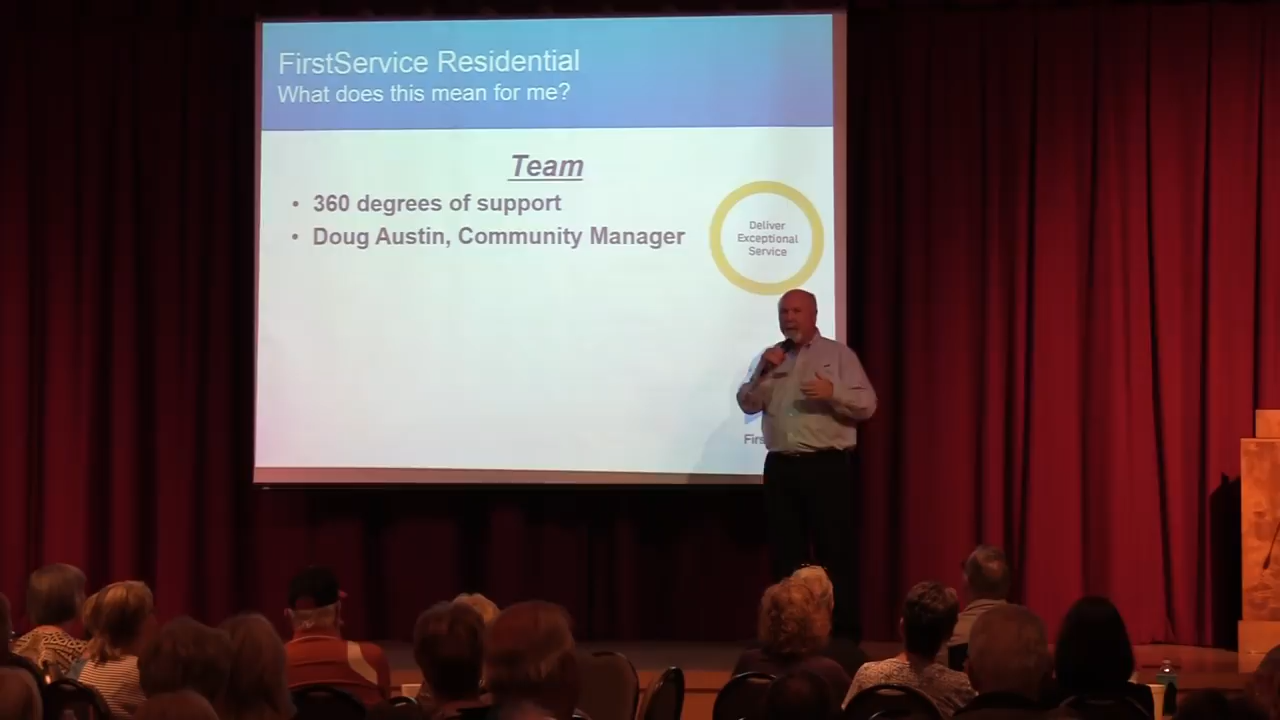 FirstService Residential
What does this mean for me?
Team
• 360 degrees of support
• Doug Austin, Community Manager
Deliver
Exceptional
Service